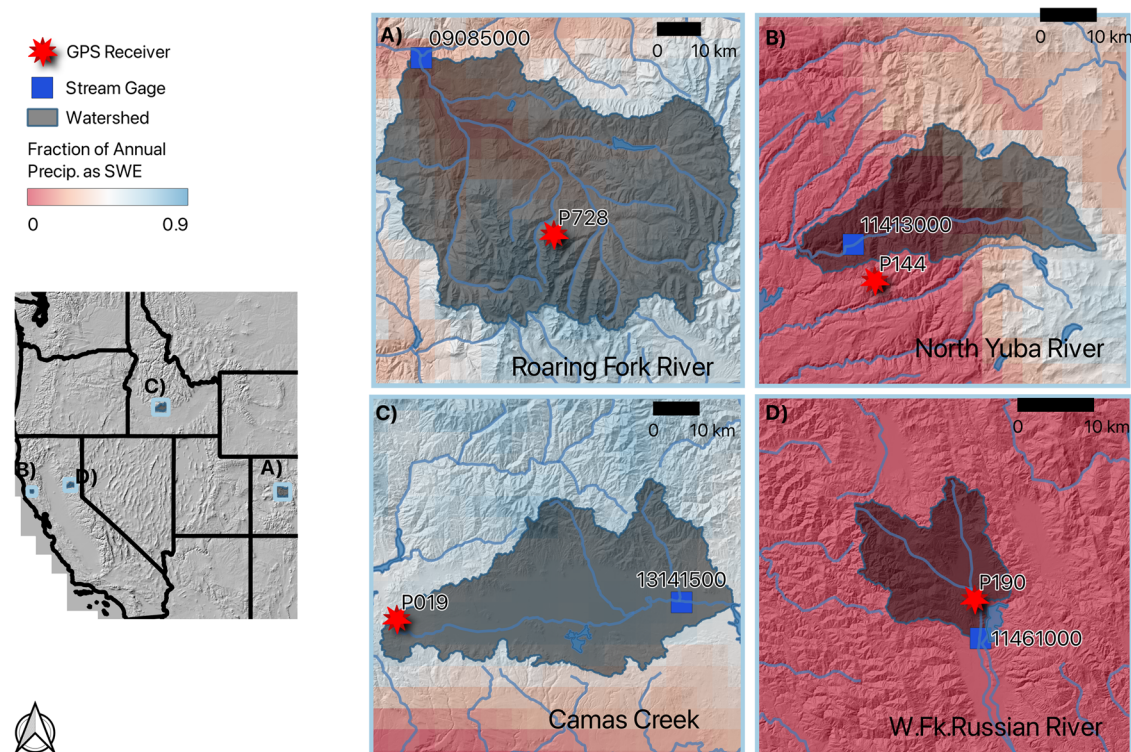 GPS Receiver
Stream Gage
Watershed
Fraction of Annual
Precip. as SWE
0 0.9
C)
B) D) A)
A)
09085000
0 10 km
P728
Roaring Fork River
B)
0 10 km
11413000
P144
North Yuba River
C)
0 10 km
13141500
P019
Camas Creek
D)
0 10 km
P190
11461000
W.Fk.Russian River